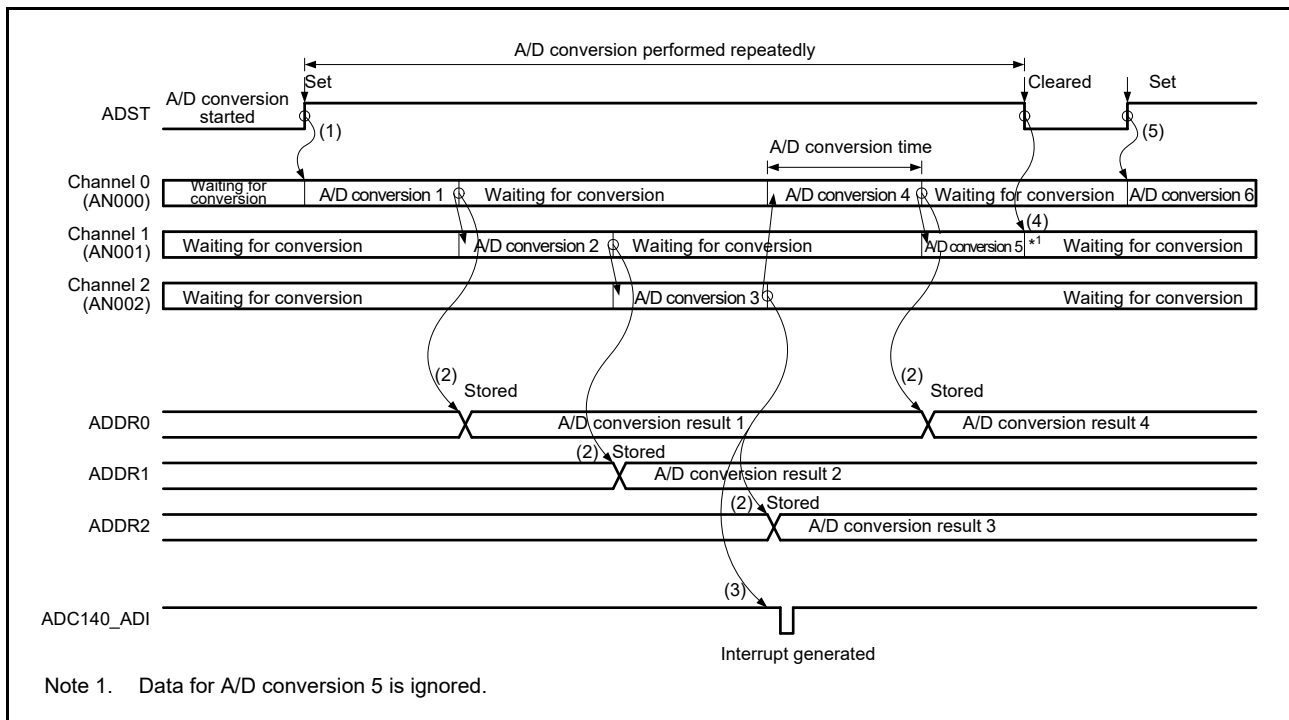 A/D conversion performed repeatedly
Set
Cleared
Set
A/D conversion
started
ADST
(1)
(5)
A/D conversion time
Channel 0
(AN000)
Waiting for
conversion
A/D conversion 1
Waiting for conversion
A/D conversion 4
Waiting for conversion
A/D conversion 6
(4)
Channel 1
(AN001)
Waiting for conversion
A/D conversion 2
Waiting for conversion
A/D conversion 5
*1
Waiting for conversion
Channel 2
(AN002)
Waiting for conversion
A/D conversion 3
Waiting for conversion
(2)
Stored
(2)
Stored
ADDR0
A/D conversion result 1
A/D conversion result 4
(2)
Stored
ADDR1
A/D conversion result 2
(2)
Stored
ADDR2
A/D conversion result 3
(3)
ADC140_ADI
Interrupt generated
Note 1. Data for A/D conversion 5 is ignored.